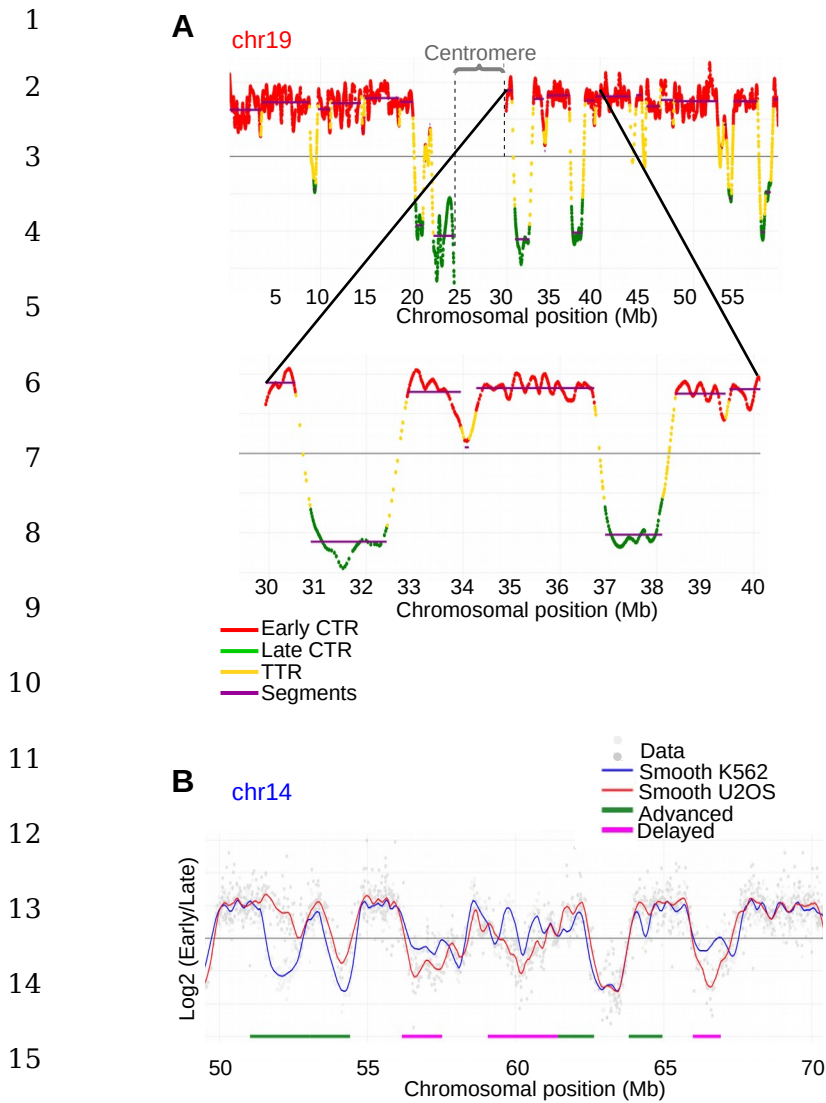 1
A
chr19
Centromere
2
3
4
5 10 15 20 25 30 35 40 45 50 55
Chromosomal position (Mb)
5
6
7
8
30 31 32 33 34 35 36 37 38 39 40
Chromosomal position (Mb)
9
Early CTR
Late CTR
TTR
Segments
10
11
B
chr14
Data
Smooth K562
Smooth U2OS
Advanced
Delayed
12
13
14
Log2 (Early/Late)
15
50 55 60 65 70
Chromosomal position (Mb)